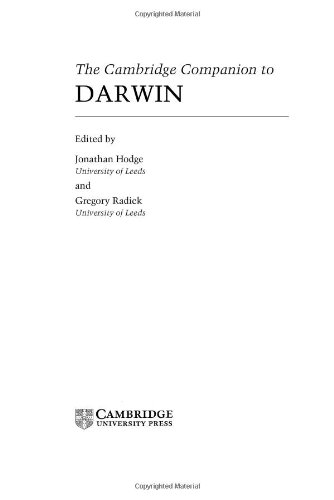 Copyrighted Material
The Cambridge Companion to
DARWIN
Edited by
Jonathan Hodge
University of Leeds
and
Gregory Radick
University of Leeds
CAMBRIDGE
UNIVERSITY PRESS
Copyrighted Material